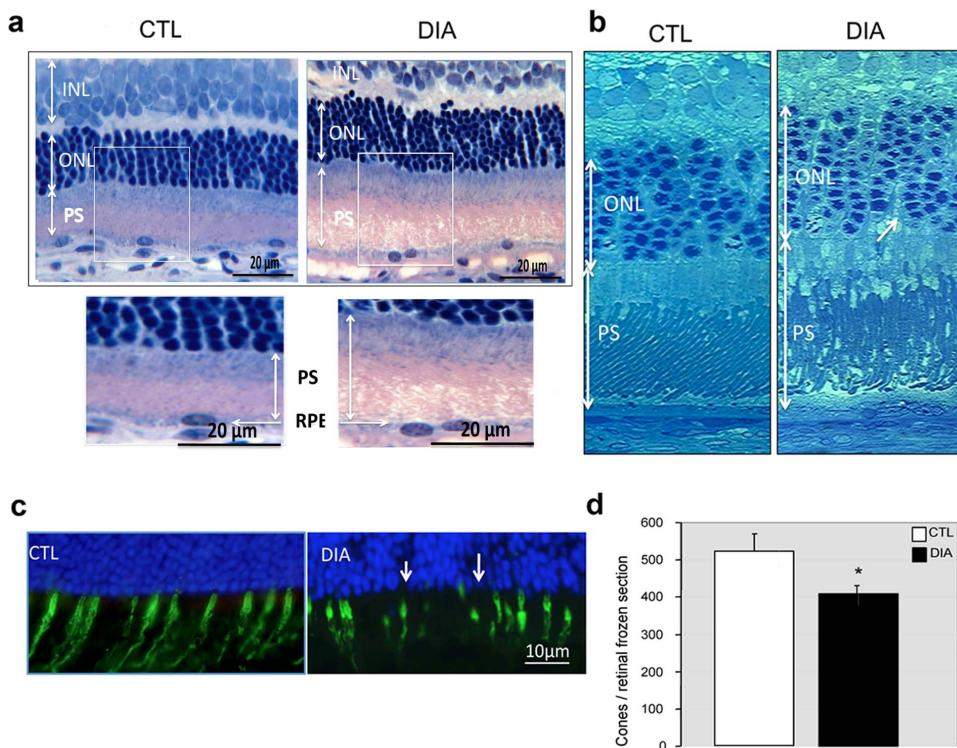 a
CTL
DIA
INL
ONL
PS
20 µm
INL
ONL
PS
20 µm
PS
RPE
20 µm
20 µm
b
CTL
DIA
ONL
PS
ONL
PS
c
CTL
DIA
10µm
d
Cones / retinal frozen section
600
500
400
300
200
100
0
CTL
DIA
*